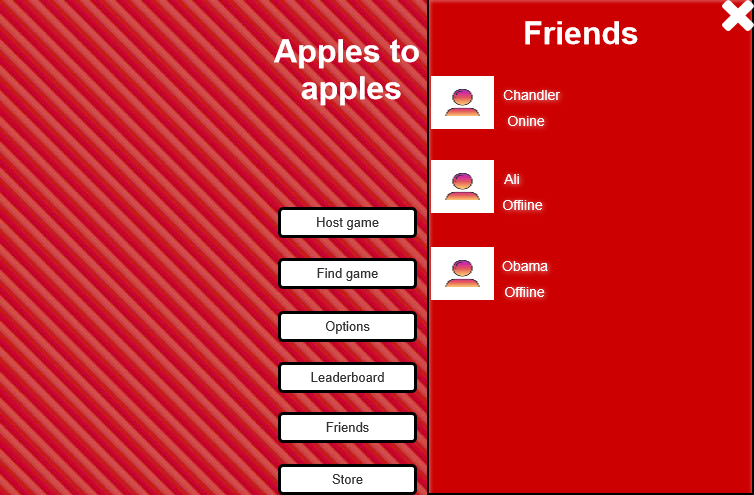 Apples to
apples
Host game
Find game
Options
Leaderboard
Friends
Store
Friends
Chandler
Onine
Ali
Offline
Obama
Offline